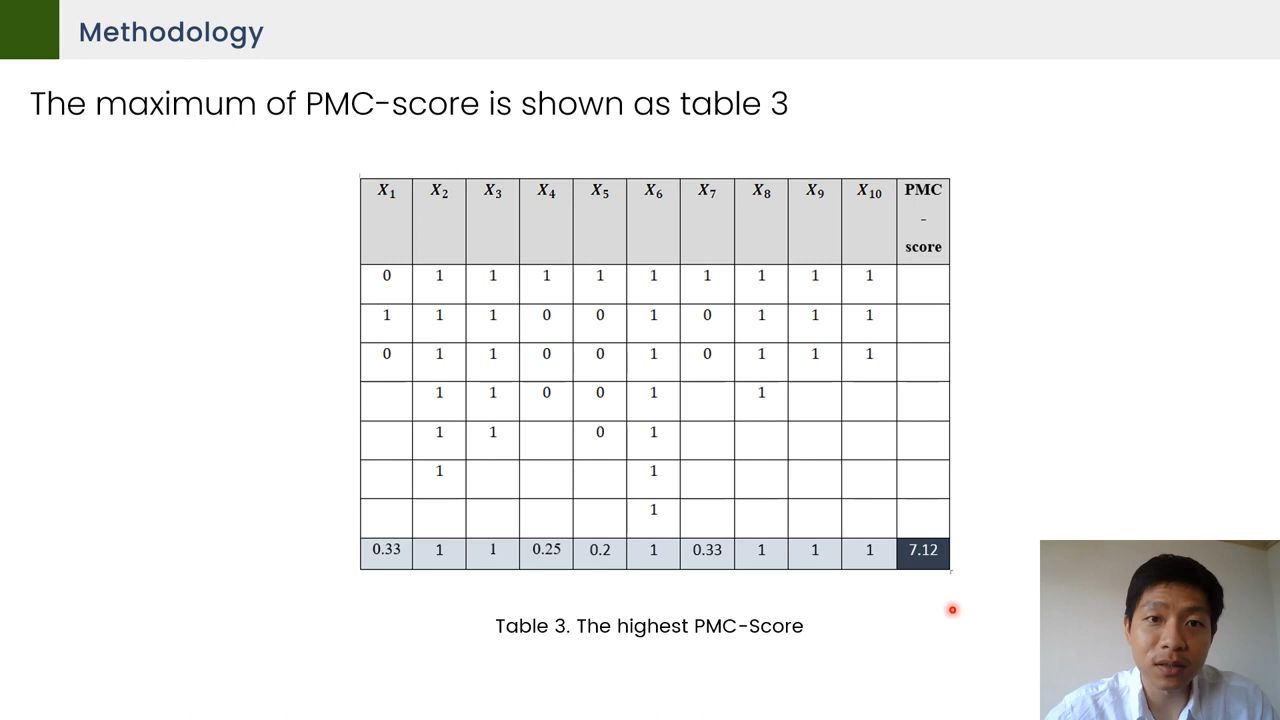 Methodology
The maximum of PMC-score is shown as table 3
X1 X2 X3 X4 X5 X6 X7 X8 X9 X10 PMC
-
score
0 1 1 1 1 1 1 1 1 1
1 1 1 0 0 1 0 1 1 1
0 1 1 0 0 1 0 1 1 1
1 1 0 0 1 1
1 1 0 1
1 1
1
0.33 1 1 0.25 0.2 1 0.33 1 1 1 7.12
Table 3. The highest PMC-Score